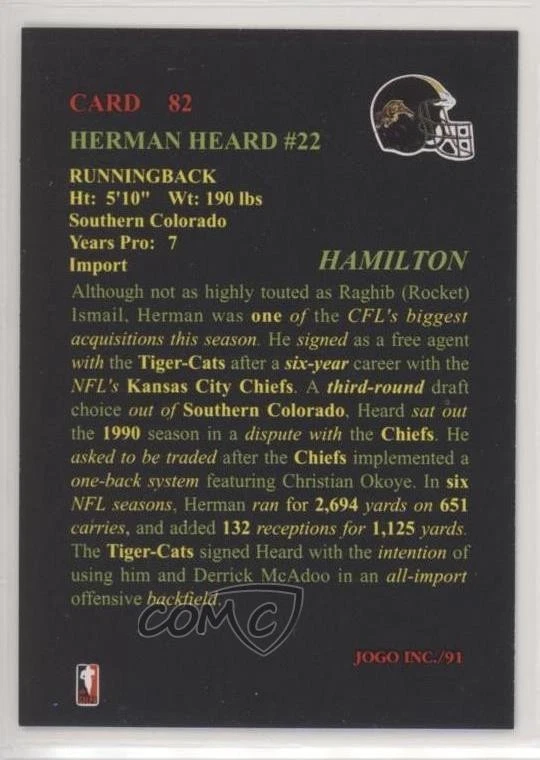 CARD 82
HERMAN HEARD #22
RUNNINGBACK
Ht: 5'10" Wt: 190 lbs
Southern Colorado
Years Pro: 7
Import
HAMILTON
Although not as highly touted as Raghib (Rocket)
Ismail, Herman was one of the CFL's biggest
acquisitions this season. He signed as a free agent
with the Tiger-Cats after a six-year career with the
NFL's Kansas City Chiefs. A third-round draft
choice out of Southern Colorado, Heard sat out
the 1990 season in a dispute with the Chiefs. He
asked to be traded after the Chiefs implemented a
one-back system featuring Christian Okoye. In six
NFL seasons, Herman ran for 2,694 yards on 651
carries, and added 132 receptions for 1,125 yards.
The Tiger-Cats signed Heard with the intention of
using him and Derrick McAdoo in an all-import
offensive backfield.
COMC
JOGO INC./91